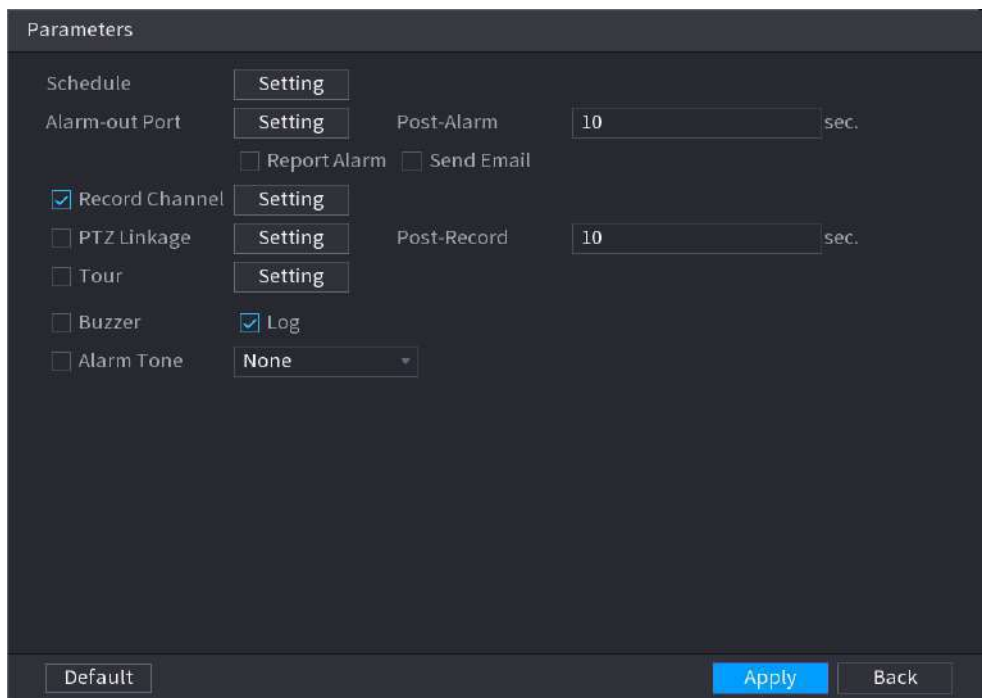 Parameters
Schedule Setting
Alarm-out Port Setting Post-Alarm 10 sec.
Report Alarm Send Email
Record Channel Setting
PTZ Linkage Setting Post-Record 10 sec.
Tour Setting
Buzzer Log
Alarm Tone None
Default Apply Back